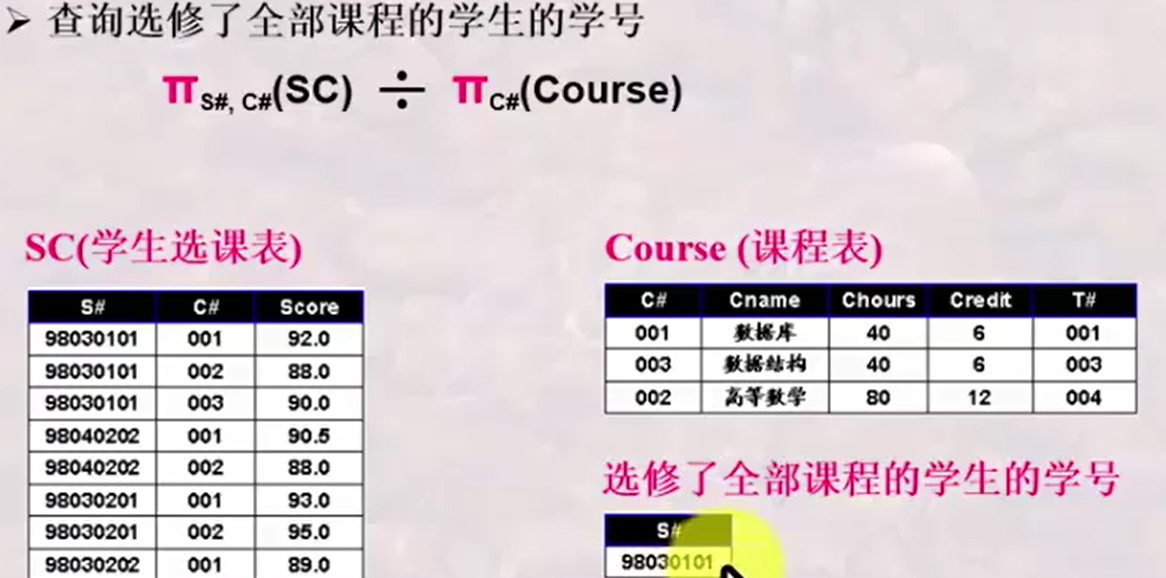 ➢ 查询选修了全部课程的学生的学号
π S#, C#(SC) ÷ π C#(Course)
SC(学生选课表)
S# C# Score
98030101 001 92.0
98030101 002 88.0
98030101 003 90.0
98040202 001 90.5
98040202 002 88.0
98030201 001 93.0
98030201 002 95.0
98030202 001 89.0
Course (课程表)
C# Cname Chours Credit T#
001 数据库 40 6 001
003 数据结构 40 6 003
002 高等数学 80 12 004
选修了全部课程的学生的学号
S#
98030101